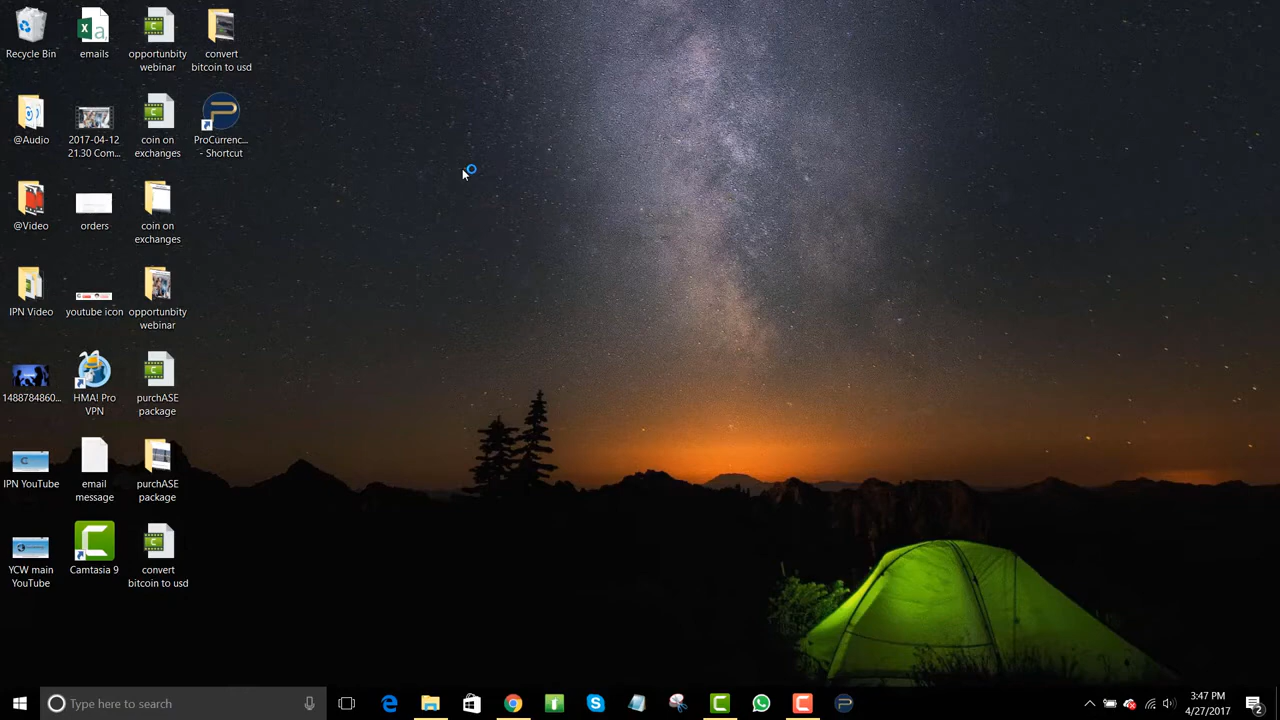 Recycle Bin
emails
opportunbity
webinar
convert
bitcoin to usd
@Audio
2017-04-12
21.30 Com...
coin on
exchanges
ProCurrenc...
- Shortcut
@Video
orders
coin on
exchanges
IPN Video
youtube icon
opportunbity
webinar
1488784860...
HMA! Pro
VPN
purchASE
package
IPN YouTube
email
message
purchASE
package
YCW main
YouTube
Camtasia 9
convert
bitcoin to usd
Type here to search
3:47 PM
4/27/2017
2